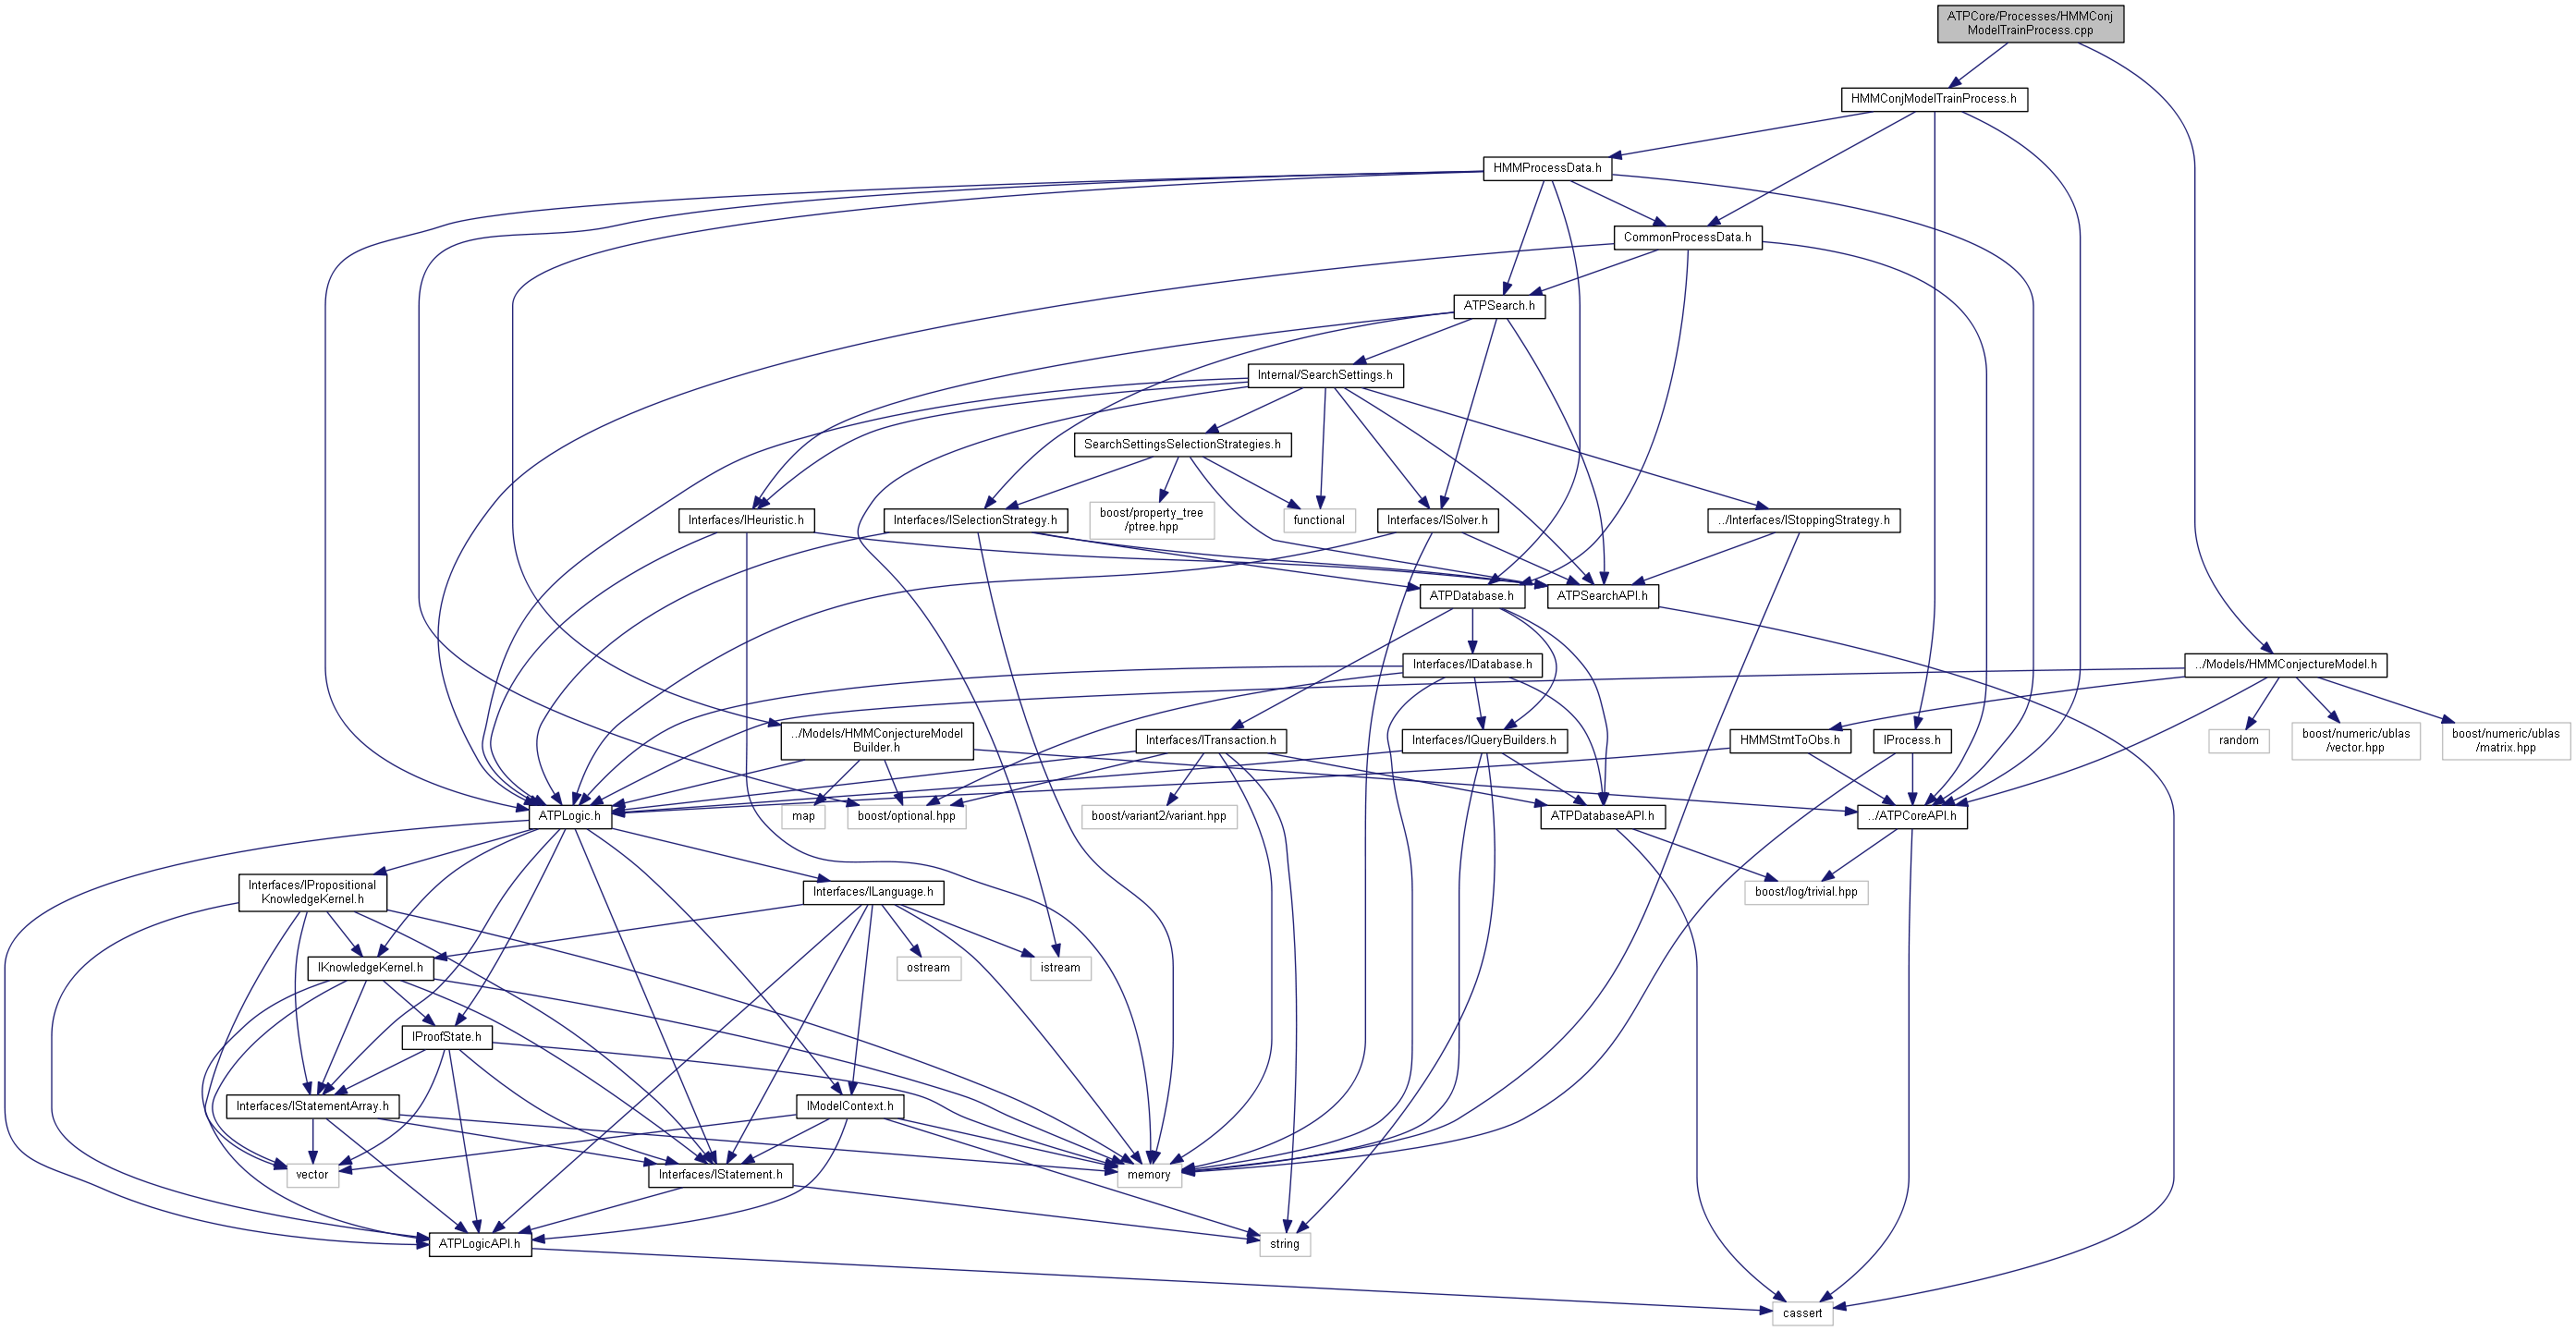 ATPCore/Processes/HMMConj
ModelTrainProcess.cpp
HMMConjModelTrainProcess.h
HMMProcessData.h
CommonProcessData.h
ATPSearch.h
Internal/SearchSettings.h
SearchSettingsSelectionStrategies.h
boost/property_tree
/ptree.hpp
functional
Interfaces/IHeuristic.h
Interfaces/ISelectionStrategy.h
Interfaces/ISolver.h
../Interfaces/IStoppingStrategy.h
ATPDatabase.h
ATPSearchAPI.h
Interfaces/IDatabase.h
../Models/HMMConjectureModel.h
../Models/HMMConjectureModel
Builder.h
Interfaces/ITransaction.h
Interfaces/IQueryBuilders.h
HMMStmtToObs.h
IProcess.h
random
boost/numeric/ublas
/vector.hpp
boost/numeric/ublas
/matrix.hpp
ATPLogic.h
map
boost/optional.hpp
boost/variant2/variant.hpp
ATPDatabaseAPI.h
../ATPCoreAPI.h
Interfaces/IPropositional
KnowledgeKernel.h
Interfaces/ILanguage.h
boost/log/trivial.hpp
IKnowledgeKernel.h
ostream
istream
IProofState.h
Interfaces/IStatementArray.h
IModelContext.h
vector
Interfaces/IStatement.h
memory
ATPLogicAPI.h
string
cassert